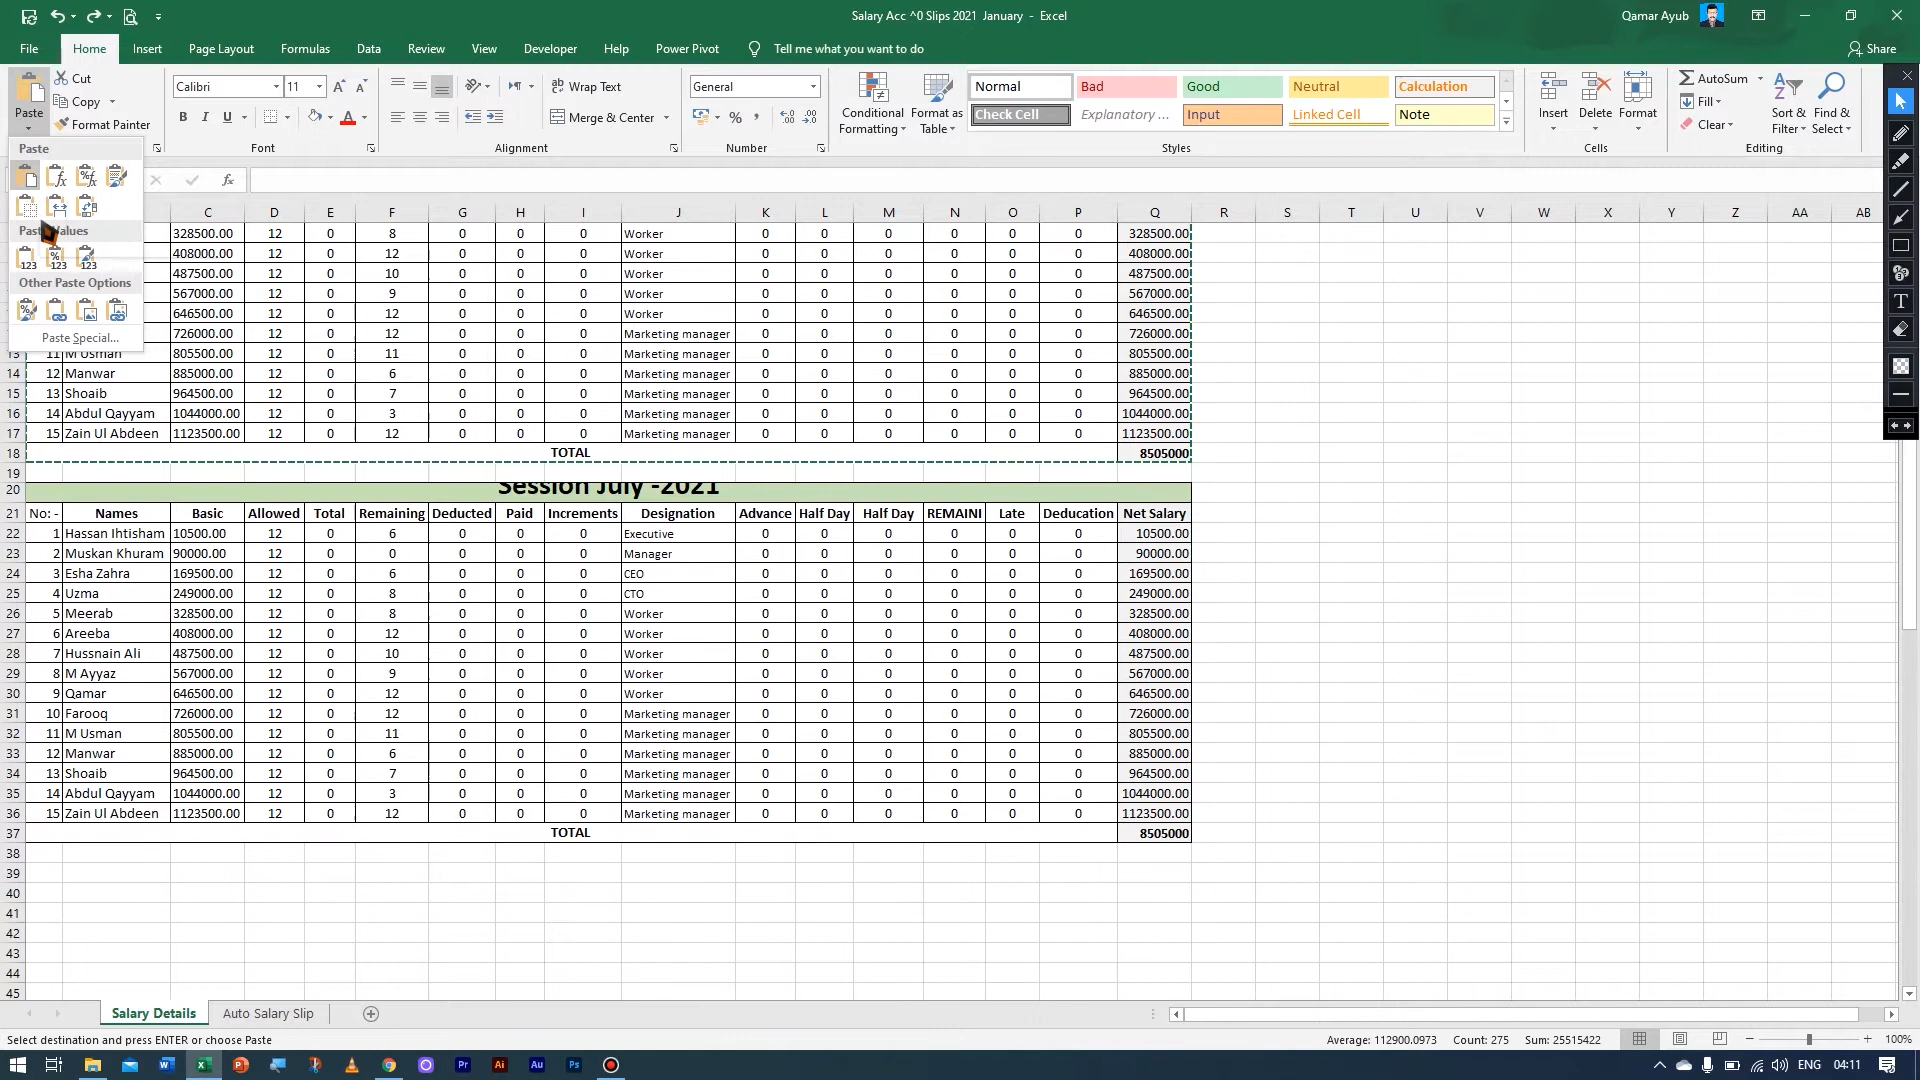 Salary Acc ^0 Slips 2021  January  -  Excel
Qamar Ayub
File Home Insert Page Layout Formulas Data Review View Developer Help Power Pivot Tell me what you want to do Share
Paste
Cut
Copy
Format Painter
Calibri 11
B I U
Font
Wrap Text
Merge & Center
Alignment
General
Number
Conditional Formatting
Format as Table
Normal Bad Good Neutral Calculation
Check Cell Explanatory ... Input Linked Cell Note
Styles
Insert Delete Format
Cells
AutoSum
Fill
Clear
Sort & Filter
Find & Select
Editing
Paste
Other Paste Options
Paste Special...
C D E F G H I J K L M N O P Q R S T U V W X Y Z AA AB
328500.00 12 0 8 0 0 0 Worker 0 0 0 0 0 0 328500.00
408000.00 12 0 12 0 0 0 Worker 0 0 0 0 0 0 408000.00
487500.00 12 0 10 0 0 0 Worker 0 0 0 0 0 0 487500.00
567000.00 12 0 9 0 0 0 Worker 0 0 0 0 0 0 567000.00
646500.00 12 0 12 0 0 0 Worker 0 0 0 0 0 0 646500.00
726000.00 12 0 12 0 0 0 Marketing manager 0 0 0 0 0 0 726000.00
13 11 M Usman 805500.00 12 0 11 0 0 0 Marketing manager 0 0 0 0 0 0 805500.00
14 12 Manwar 885000.00 12 0 6 0 0 0 Marketing manager 0 0 0 0 0 0 885000.00
15 13 Shoaib 964500.00 12 0 7 0 0 0 Marketing manager 0 0 0 0 0 0 964500.00
16 14 Abdul Qayyam 1044000.00 12 0 3 0 0 0 Marketing manager 0 0 0 0 0 0 1044000.00
17 15 Zain Ul Abdeen 1123500.00 12 0 12 0 0 0 Marketing manager 0 0 0 0 0 0 1123500.00
18 TOTAL 8505000
19
20 Session July -2021
21 No: - Names Basic Allowed Total Remaining Deducted Paid Increments Designation Advance Half Day Half Day REMAINI Late Deducation Net Salary
22 1 Hassan Ihtisham 10500.00 12 0 6 0 0 0 Executive 0 0 0 0 0 0 10500.00
23 2 Muskan Khuram 90000.00 12 0 0 0 0 0 Manager 0 0 0 0 0 0 90000.00
24 3 Esha Zahra 169500.00 12 0 6 0 0 0 CEO 0 0 0 0 0 0 169500.00
25 4 Uzma 249000.00 12 0 8 0 0 0 CTO 0 0 0 0 0 0 249000.00
26 5 Meerab 328500.00 12 0 8 0 0 0 Worker 0 0 0 0 0 0 328500.00
27 6 Areeba 408000.00 12 0 12 0 0 0 Worker 0 0 0 0 0 0 408000.00
28 7 Hussnain Ali 487500.00 12 0 10 0 0 0 Worker 0 0 0 0 0 0 487500.00
29 8 M Ayyaz 567000.00 12 0 9 0 0 0 Worker 0 0 0 0 0 0 567000.00
30 9 Qamar 646500.00 12 0 12 0 0 0 Worker 0 0 0 0 0 0 646500.00
31 10 Farooq 726000.00 12 0 12 0 0 0 Marketing manager 0 0 0 0 0 0 726000.00
32 11 M Usman 805500.00 12 0 11 0 0 0 Marketing manager 0 0 0 0 0 0 805500.00
33 12 Manwar 885000.00 12 0 6 0 0 0 Marketing manager 0 0 0 0 0 0 885000.00
34 13 Shoaib 964500.00 12 0 7 0 0 0 Marketing manager 0 0 0 0 0 0 964500.00
35 14 Abdul Qayyam 1044000.00 12 0 3 0 0 0 Marketing manager 0 0 0 0 0 0 1044000.00
36 15 Zain Ul Abdeen 1123500.00 12 0 12 0 0 0 Marketing manager 0 0 0 0 0 0 1123500.00
37 TOTAL 8505000
38
39
40
41
42
43
44
45
Salary Details Auto Salary Slip
Select destination and press ENTER or choose Paste Average: 112900.0973 Count: 275 Sum: 25515422 100%
ENG 04:11